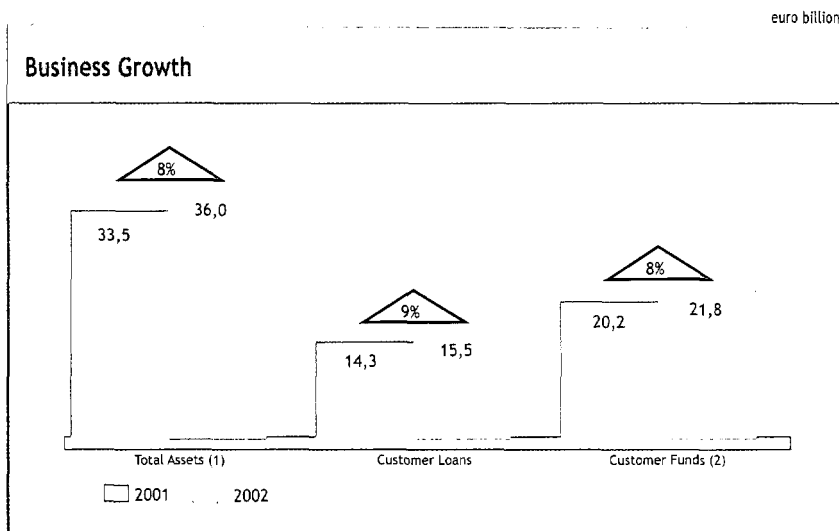 euro billion
Business Growth
8%
33,5 36,0
8%
20,2 21,8
9%
14,3 15,5
Total Assets (1) Customer Loans Customer Funds (2)
2001 2002